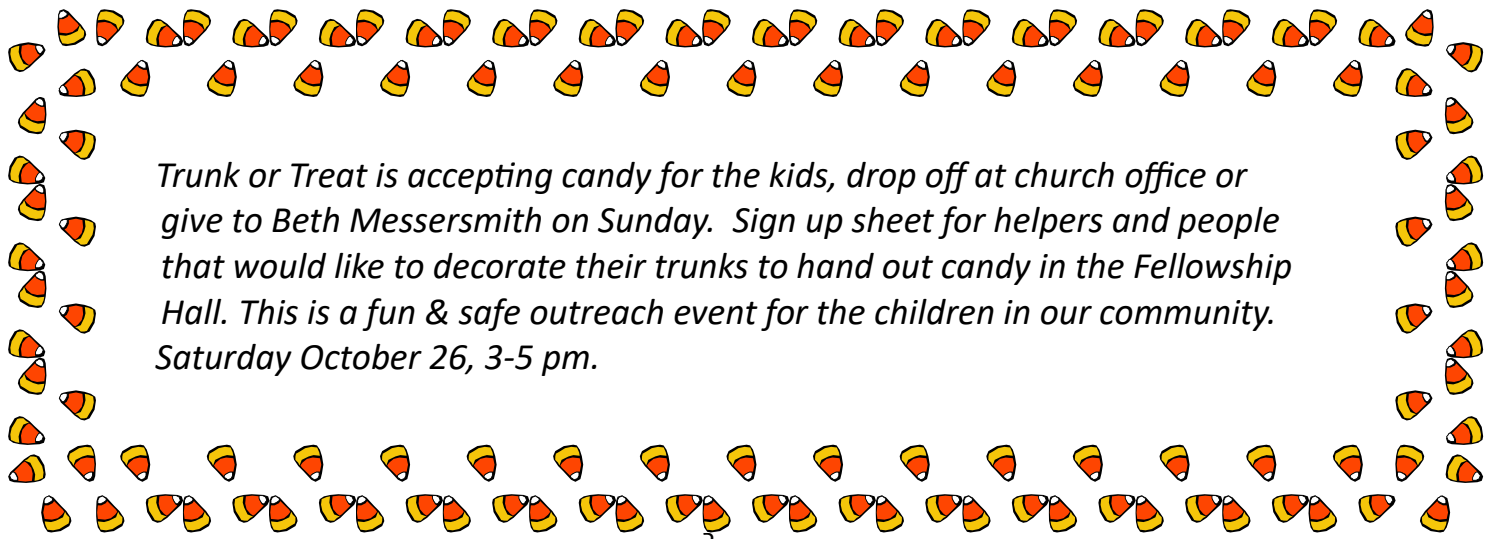 Trunk or Treat is accepting candy for the kids, drop off at church office or
give to Beth Messersmith on Sunday.  Sign up sheet for helpers and people
that would like to decorate their trunks to hand out candy in the Fellowship
Hall. This is a fun & safe outreach event for the children in our community.
Saturday October 26, 3-5 pm.